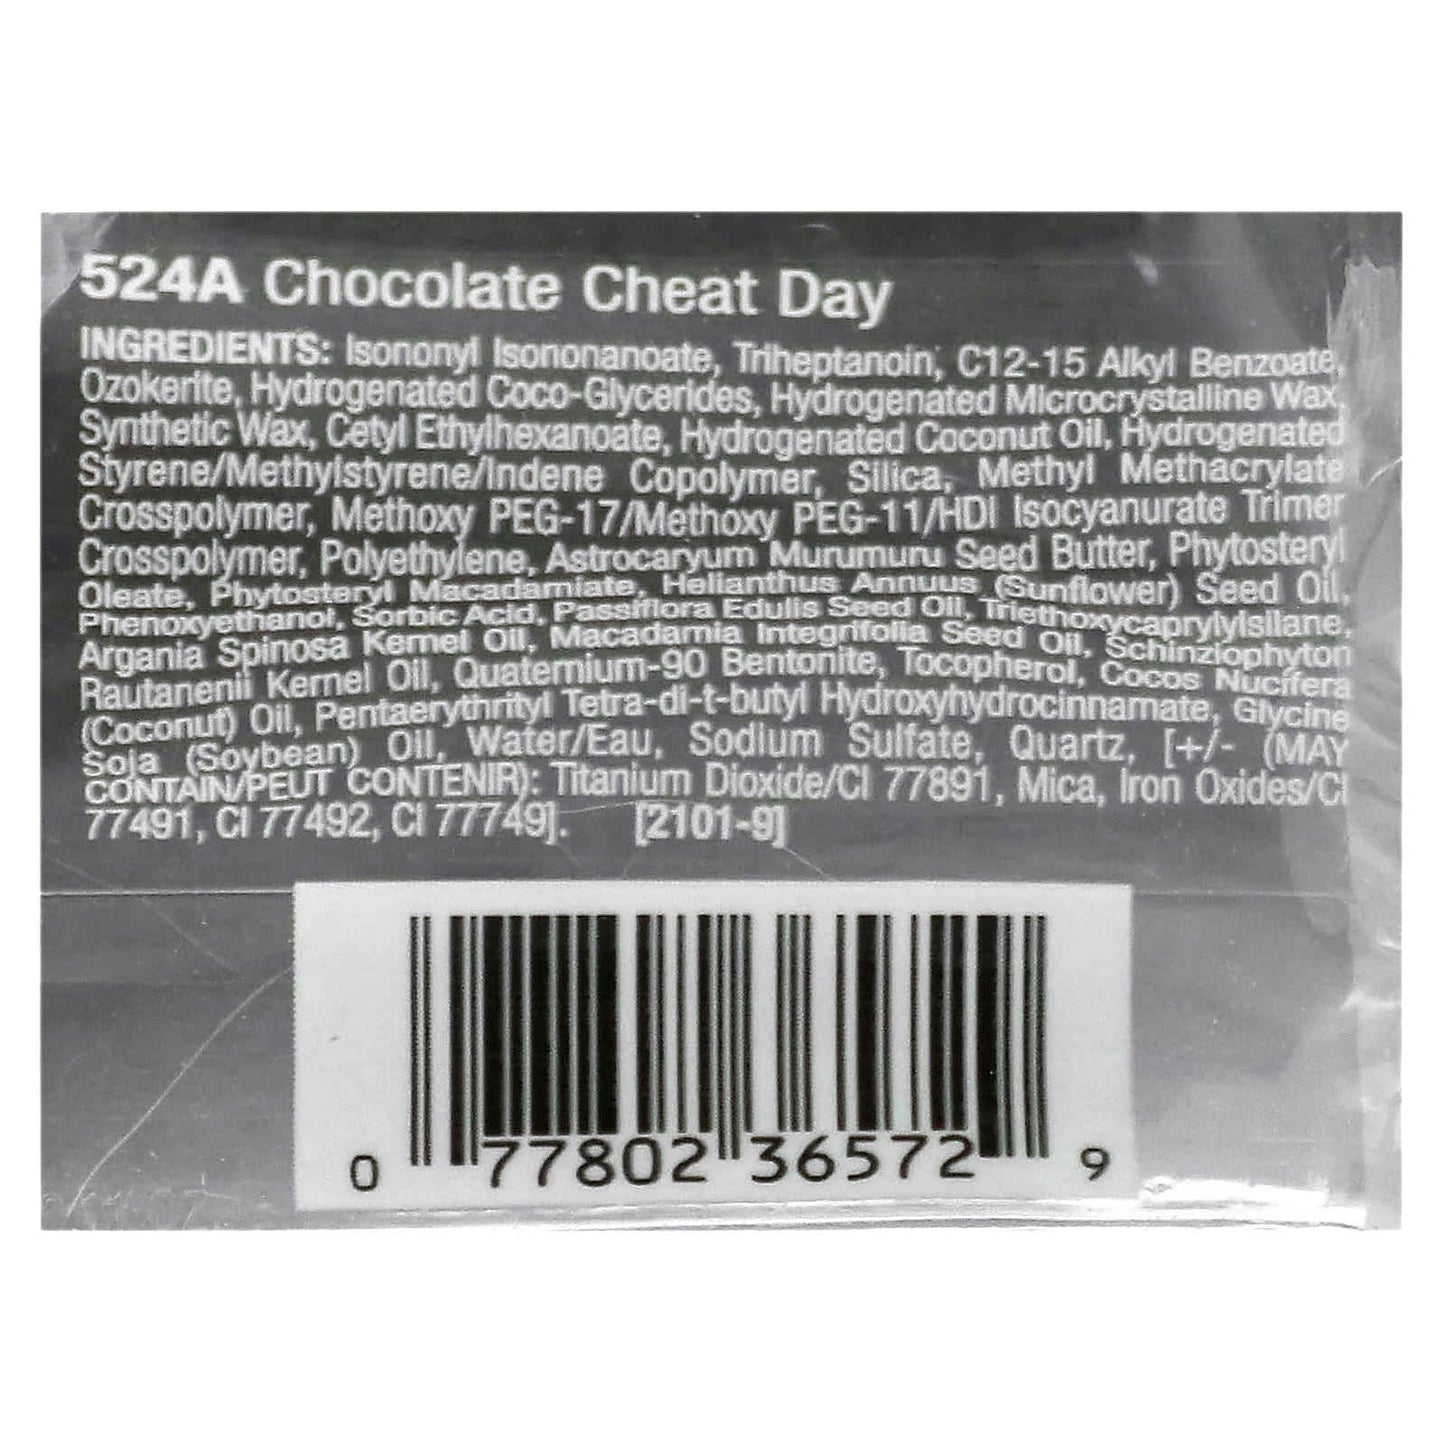 524A Chocolate Cheat Day
INGREDIENTS: Isononyl Isononanoate, Triheptanoin, C12-15 Alkyl Benzoate,
Ozokerite, Hydrogenated Coco-Glycerides, Hydrogenated Microcrystalline Wax,
Synthetic Wax, Cetyl Ethylhexanoate, Hydrogenated Coconut Oil, Hydrogenated
Styrene/Methylstyrene/Indene Copolymer, Silica, Methyl Methacrylate
Crosspolymer, Methoxy PEG-17/Methoxy PEG-11/HDI Isocyanurate Trimer
Crosspolymer, Polyethylene, Astrocaryum Murumuru Seed Butter, Phytosteryl
Oleate, Phytosteryl Macadamiate, Helianthus Annuus (Sunflower) Seed Oil,
Phenoxyethanol, Sorbic Acid, Passiflora Edulis Seed Oil, Triethoxycaprylylsilane,
Argania Spinosa Kernel Oil, Macadamia Integrifolia Seed Oil, Schinziophyton
Rautanenii Kernel Oil, Quaternium-90 Bentonite, Tocopherol, Cocos Nucifera
(Coconut) Oil, Pentaerythrityl Tetra-di-t-butyl Hydroxyhydrocinnamate, Glycine
Soja (Soybean) Oil, Water/Eau, Sodium Sulfate, Quartz, [+/- (MAY
CONTAIN/PEUT CONTENIR): Titanium Dioxide/CI 77891, Mica, Iron Oxides/CI
77491, CI 77492, CI 77749]. [2101-9]
0 77802 36572 9